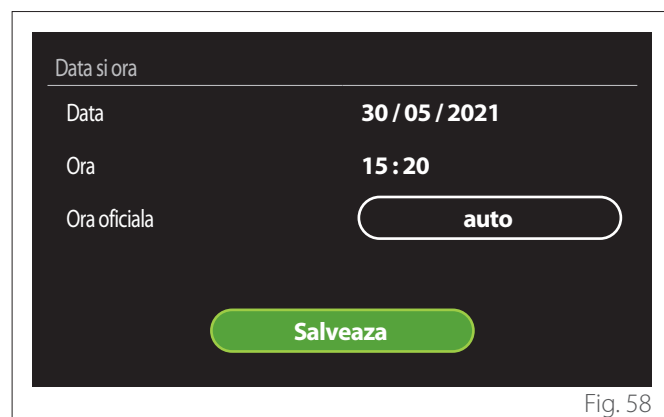 Data si ora
Data 30 / 05 / 2021
Ora 15 : 20
Ora oficiala auto
Salveaza
Fig. 58